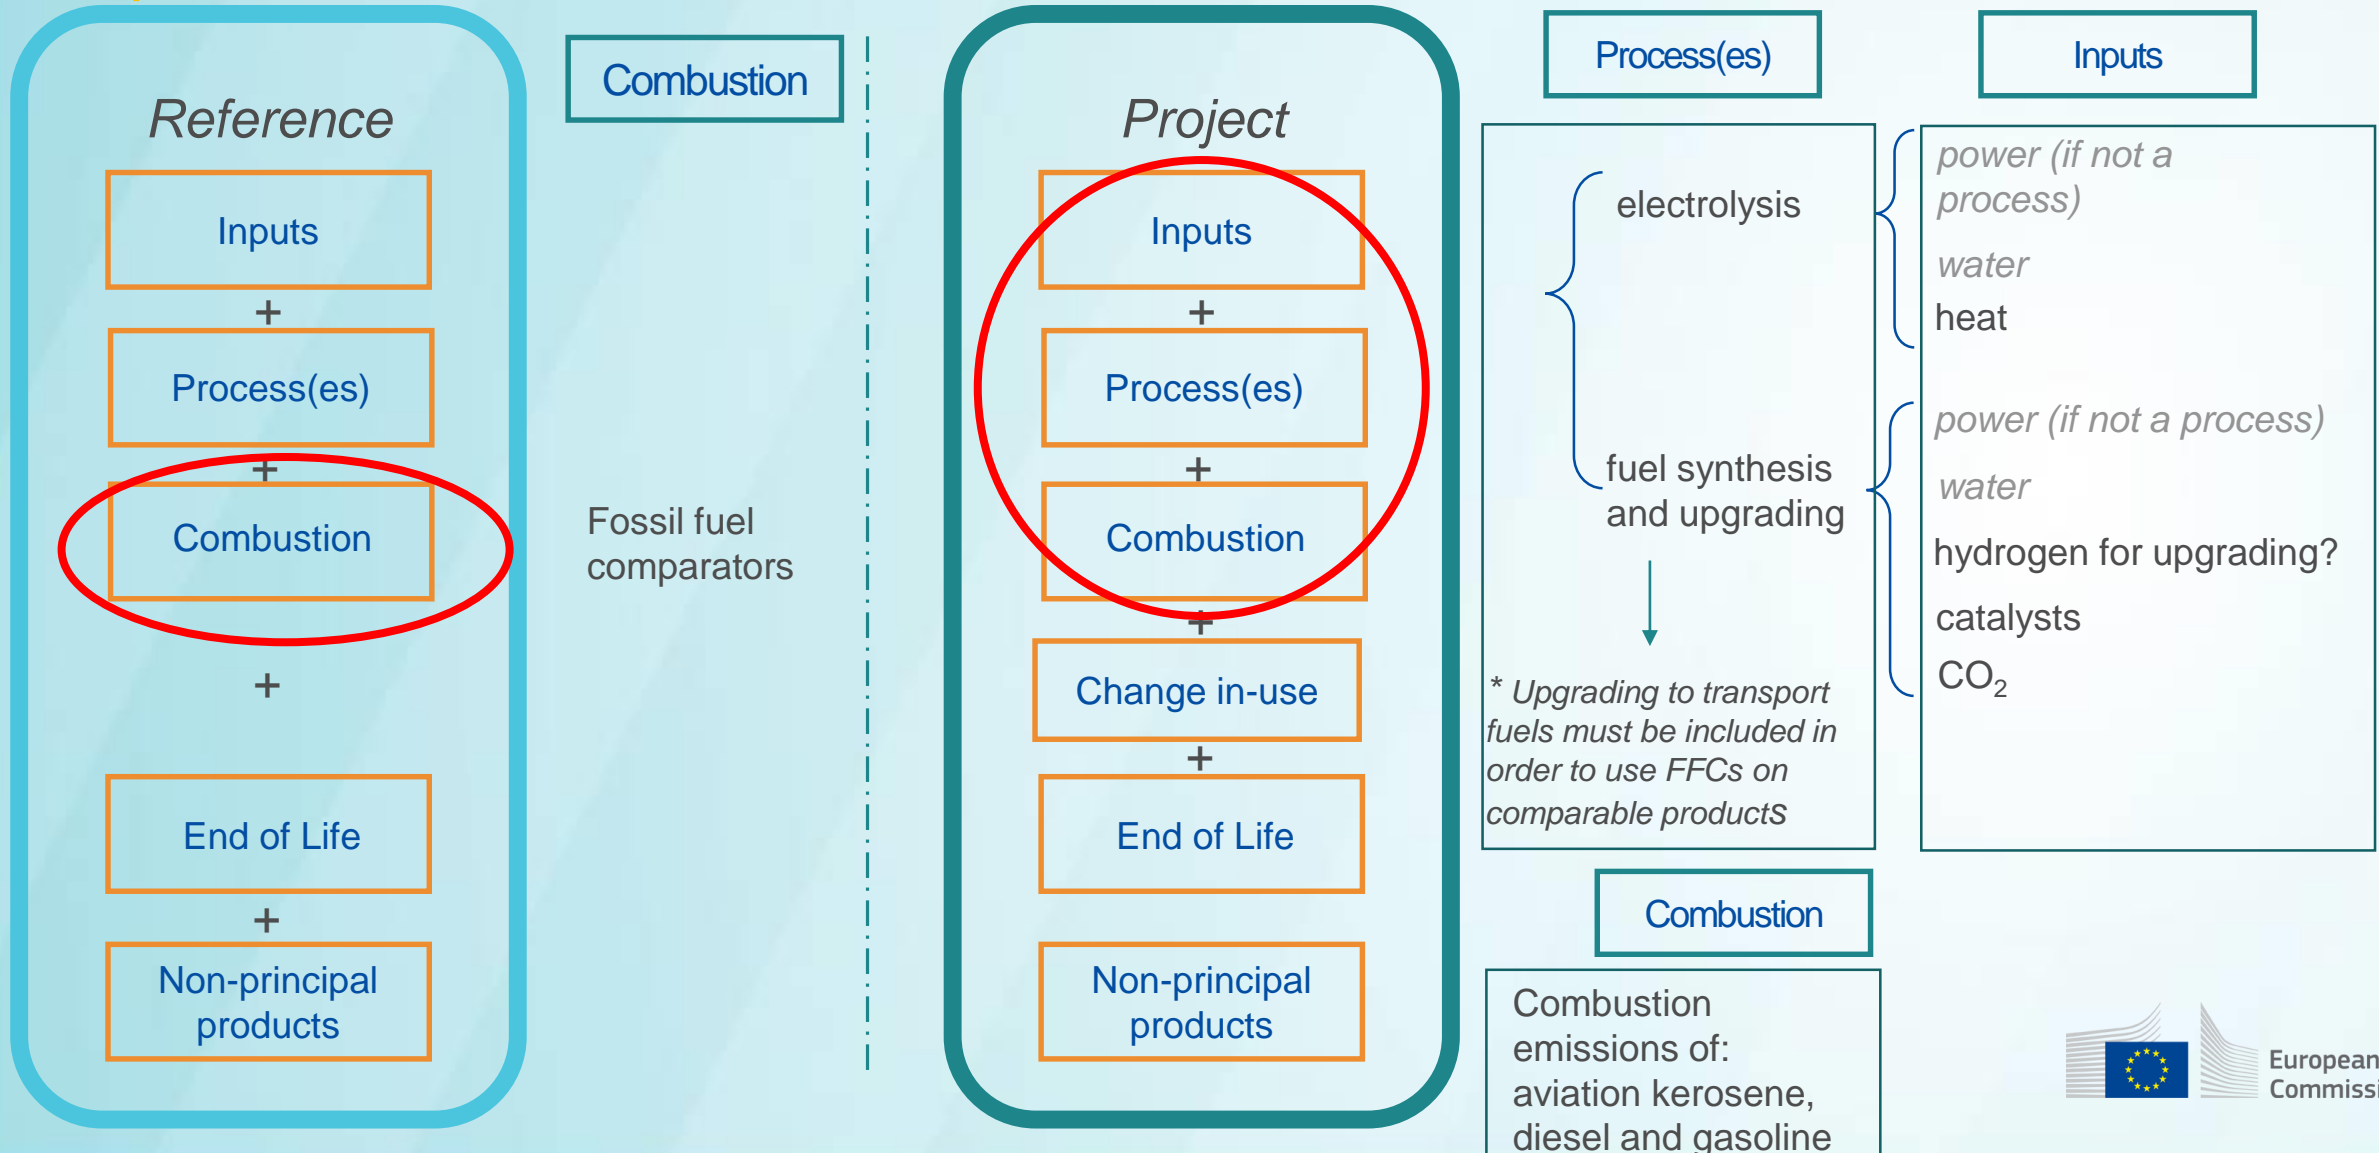 Reference
Inputs
+
Process(es)
+
Combustion
+
End of Life
+
Non-principal
products
Combustion
Fossil fuel
comparators
Project
Inputs
+
Process(es)
+
Combustion
+
Change in-use
+
End of Life
Non-principal
products
Process(es)
electrolysis
fuel synthesis
and upgrading
* Upgrading to transport
fuels must be included in
order to use FFCs on
comparable products
Inputs
power (if not a
process)
water
heat
power (if not a process)
water
hydrogen for upgrading?
catalysts
CO₂
Combustion
Combustion
emissions of:
aviation kerosene,
diesel and gasoline
European
Commissi